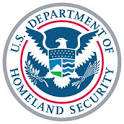 U.S. DEPARTMENT OF
HOMELAND SECURITY